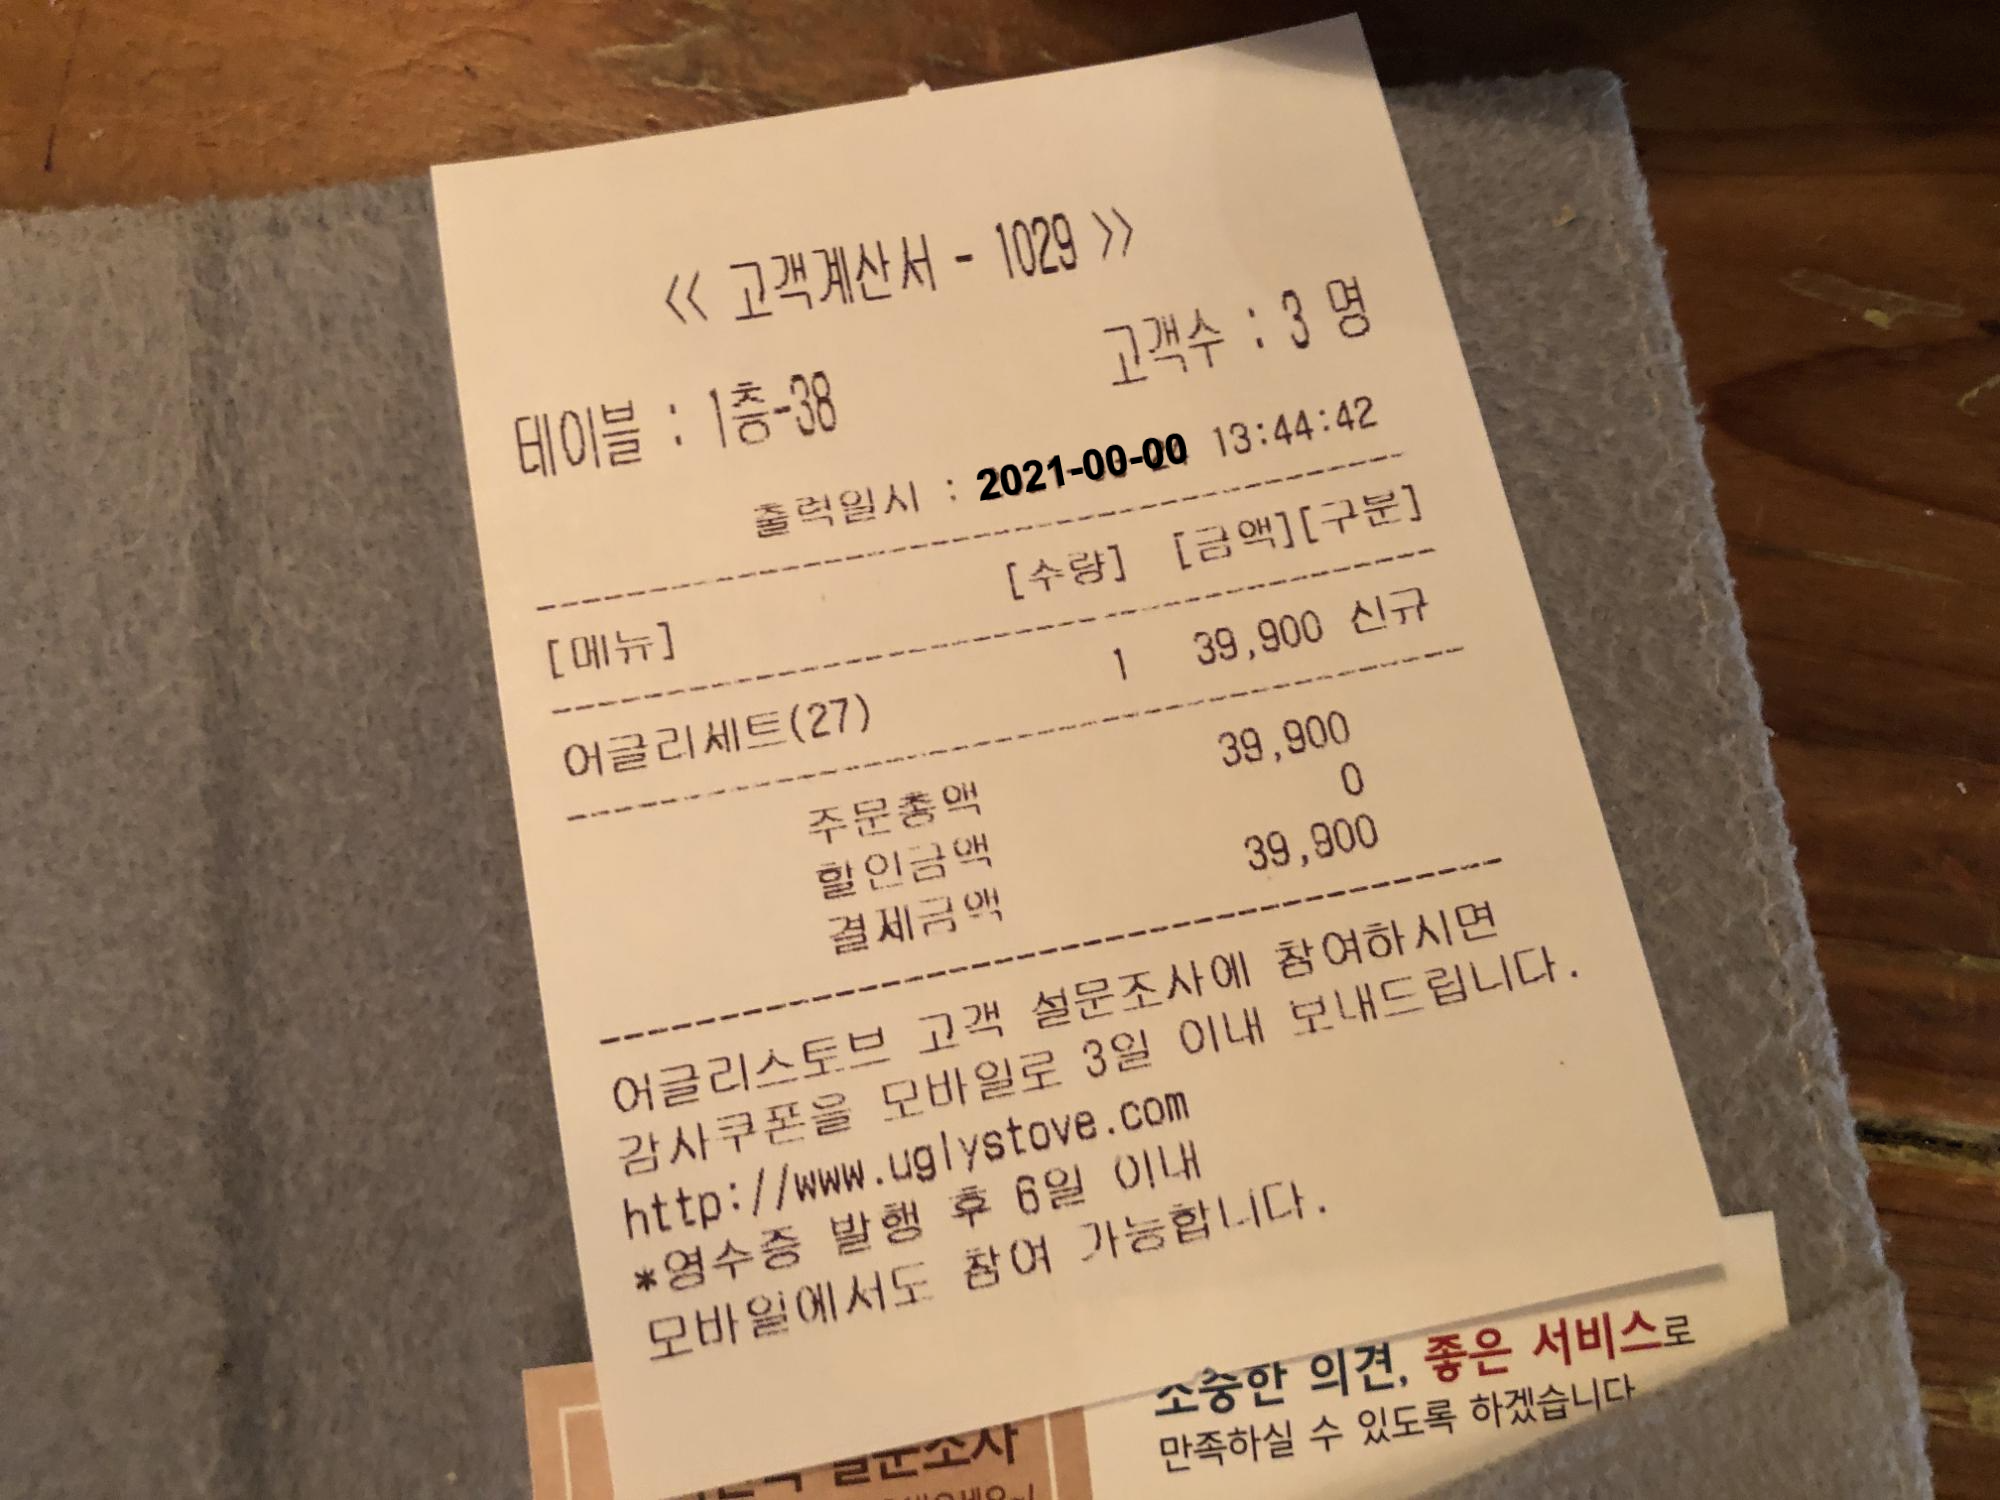 << 고객계산서 - 1029 >>
고객수 : 3 명
테이블 : 1층-38
출력일시 : 2021-00-00 13:44:42
[메뉴] [수량] [금액][구분]
어글리세트(27) 1 39,900 신규
주문총액 39,900
할인금액 0
결제금액 39,900
어글리스토브 고객 설문조사에 참여하시면
감사쿠폰을 모바일로 3일 이내 보내드립니다.
http://www.uglystove.com
*영수증 발행 후 6일 이내
모바일에서도 참여 가능합니다.
소중한 의견, 좋은 서비스로
만족하실 수 있도록 하겠습니다
설문조사